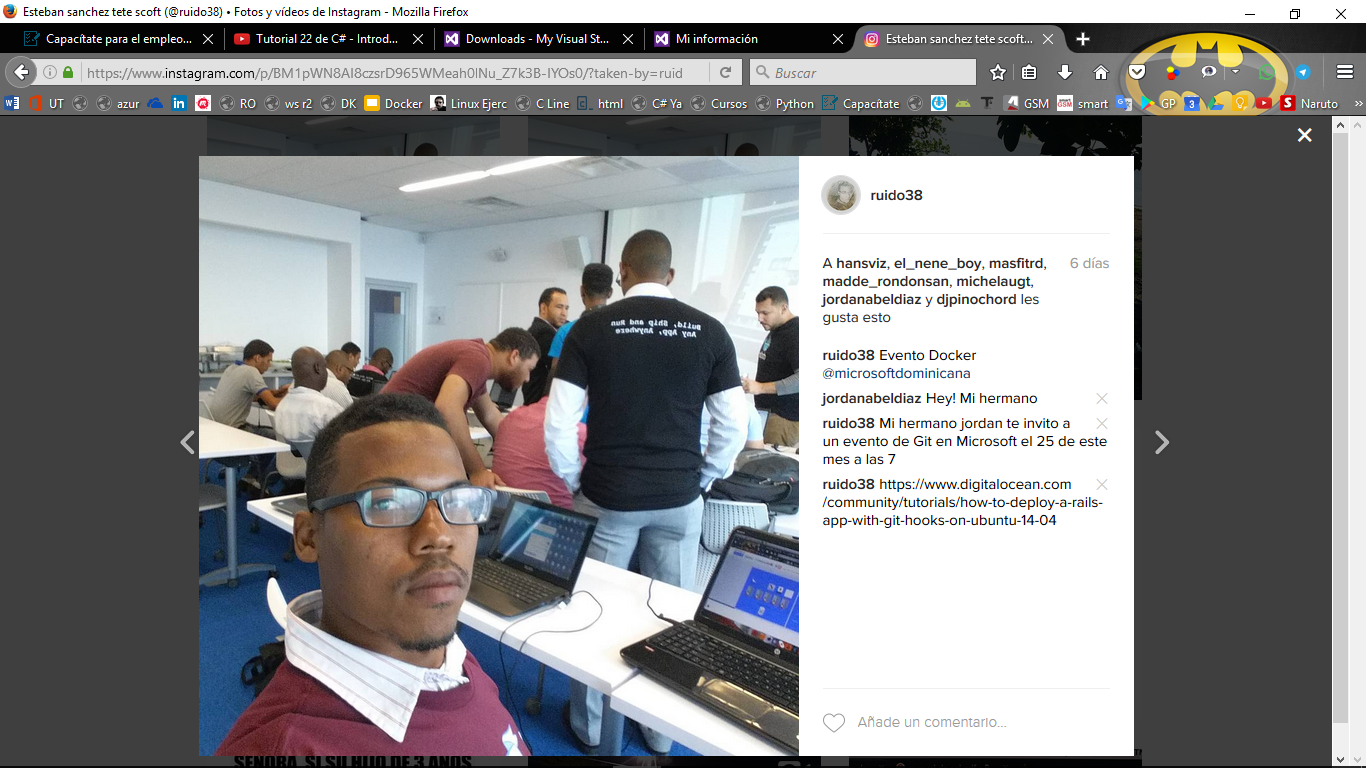 Esteban sanchez tete scoft (@ruido38) • Fotos y vídeos de Instagram - Mozilla Firefox
Capacítate para el empleo...
Tutorial 22 de C# - Introd...
Downloads - My Visual St...
Mi información
Esteban sanchez tete scoft...
https://www.instagram.com/p/BM1pWN8AI8czsrD965WMeah0lNu_Z7k3B-IYOs0/?taken-by=ruid
Buscar
UT azur RO ws r2 DK Docker Linux Ejerc C Line html C# Ya Cursos Python Capacítate GSM smart GP Naruto
ruido38
A hansviz, el_nene_boy, masfitrd, 6 días
madde_rondonsan, michelaugt,
jordanabeldiaz y djpinochord les
gusta esto
ruido38 Evento Docker
@microsoftdominicana
jordanabeldiaz Hey! Mi hermano
ruido38 Mi hermano jordan te invito a
un evento de Git en Microsoft el 25 de este
mes a las 7
ruido38 https://www.digitalocean.com
/community/tutorials/how-to-deploy-a-rails-
app-with-git-hooks-on-ubuntu-14-04
Añade un comentario...
Build, Ship and Run
Any App, Anywhere
SEÑORA, SI SU HIJO DE 3 AÑOS